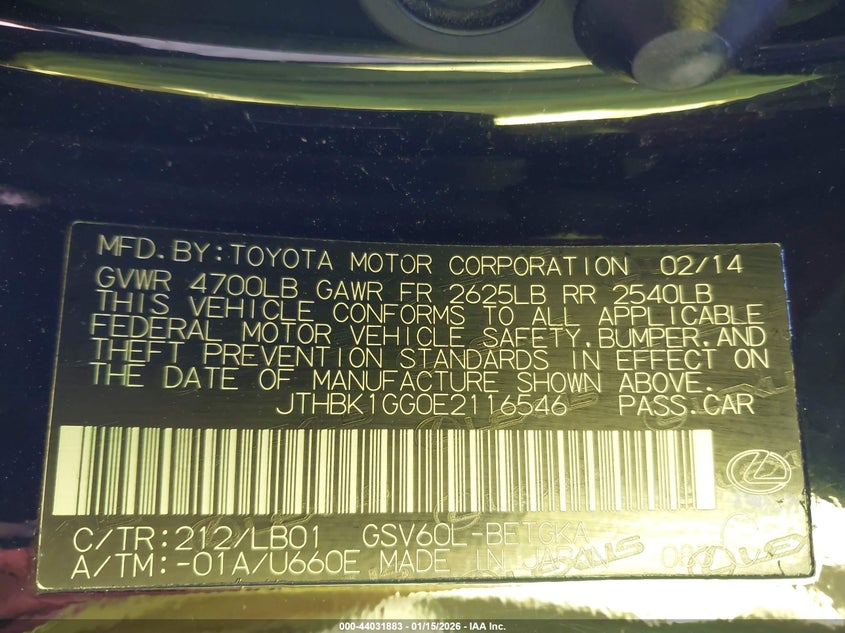 MFD.BY:TOYOTA MOTOR CORPORATION 02/14
GVWR 4700LB GAWR FR 2625LB RR 2540LB
THIS VEHICLE CONFORMS TO ALL APPLICABLE
FEDERAL MOTOR VEHICLE SAFETY,BUMPER,AND
THEFT PREVENTION STANDARDS IN EFFECT ON
THE DATE OF MANUFACTURE SHOWN ABOVE.
JTHBK1GG0E2116546 PASS.CAR
C/TR:212/LB01 GSV60L-BETGKA
A/TM:-01A/U660E MADE IN JAPAN
LEXUS
000-44031883 - 01/15/2026 - IAA Inc.